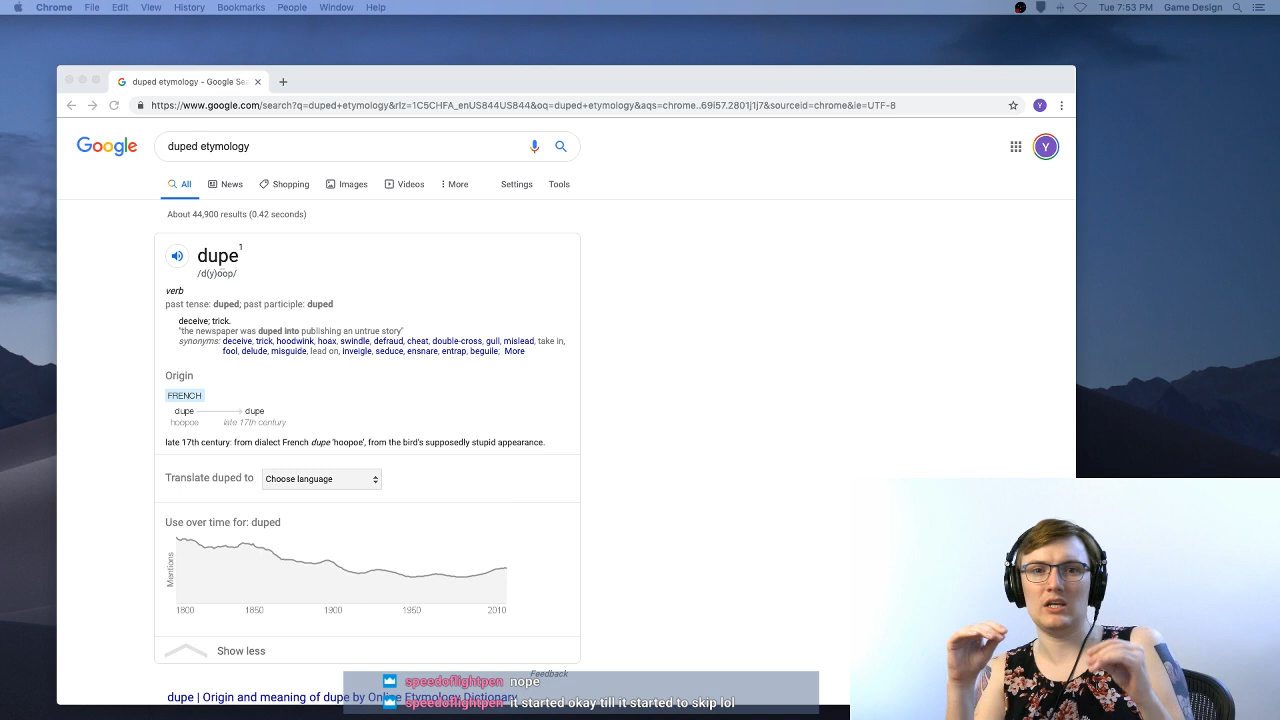 Chrome File Edit View History Bookmarks People Window Help Tue 7:53 PM Game Design
duped etymology - Google Sea
https://www.google.com/search?q=duped+etymology&rlz=1C5CHFA_enUS844US844&oq=duped+etymology&aqs=chrome..69i57.2801j1j7&sourceid=chrome&ie=UTF-8 Y
Google duped etymology Y
All News Shopping Images Videos More Settings Tools
About 44,900 results (0.42 seconds)
dupe¹
/d(y)o͞op/
verb
past tense: duped; past participle: duped
deceive; trick.
"the newspaper was duped into publishing an untrue story"
synonyms: deceive, trick, hoodwink, hoax, swindle, defraud, cheat, double-cross, gull, mislead, take in,
fool, delude, misguide, lead on, inveigle, seduce, ensnare, entrap, beguile; More
Origin
FRENCH
dupe dupe
hoopoe late 17th century
late 17th century: from dialect French dupe 'hoopoe', from the bird's supposedly stupid appearance.
Translate duped to Choose language
Use over time for: duped
Mentions
1800 1850 1900 1950 2010
Show less
Feedback
speedoflightpen nope
dupe | Origin and meaning of dupe by Online Etymology Dictionary
speedoflightpen it started okay till it started to skip lol